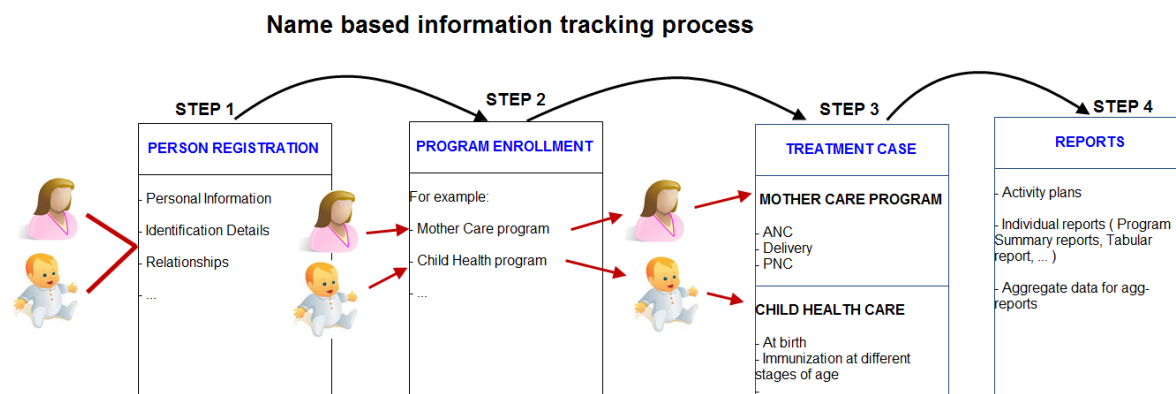 Name based information tracking process
STEP 1
PERSON REGISTRATION
- Personal Information
- Identification Details
- Relationships
- ...
STEP 2
PROGRAM ENROLLMENT
For example:
- Mother Care program
- Child Health program
- ...
STEP 3
TREATMENT CASE
MOTHER CARE PROGRAM
- ANC
- Delivery
- PNC
CHILD HEALTH CARE
- At birth
- Immunization at different
stages of age
-
STEP 4
REPORTS
- Activity plans
- Individual reports ( Program
Summary reports, Tabular
report, ... )
- Aggregate data for agg-
reports